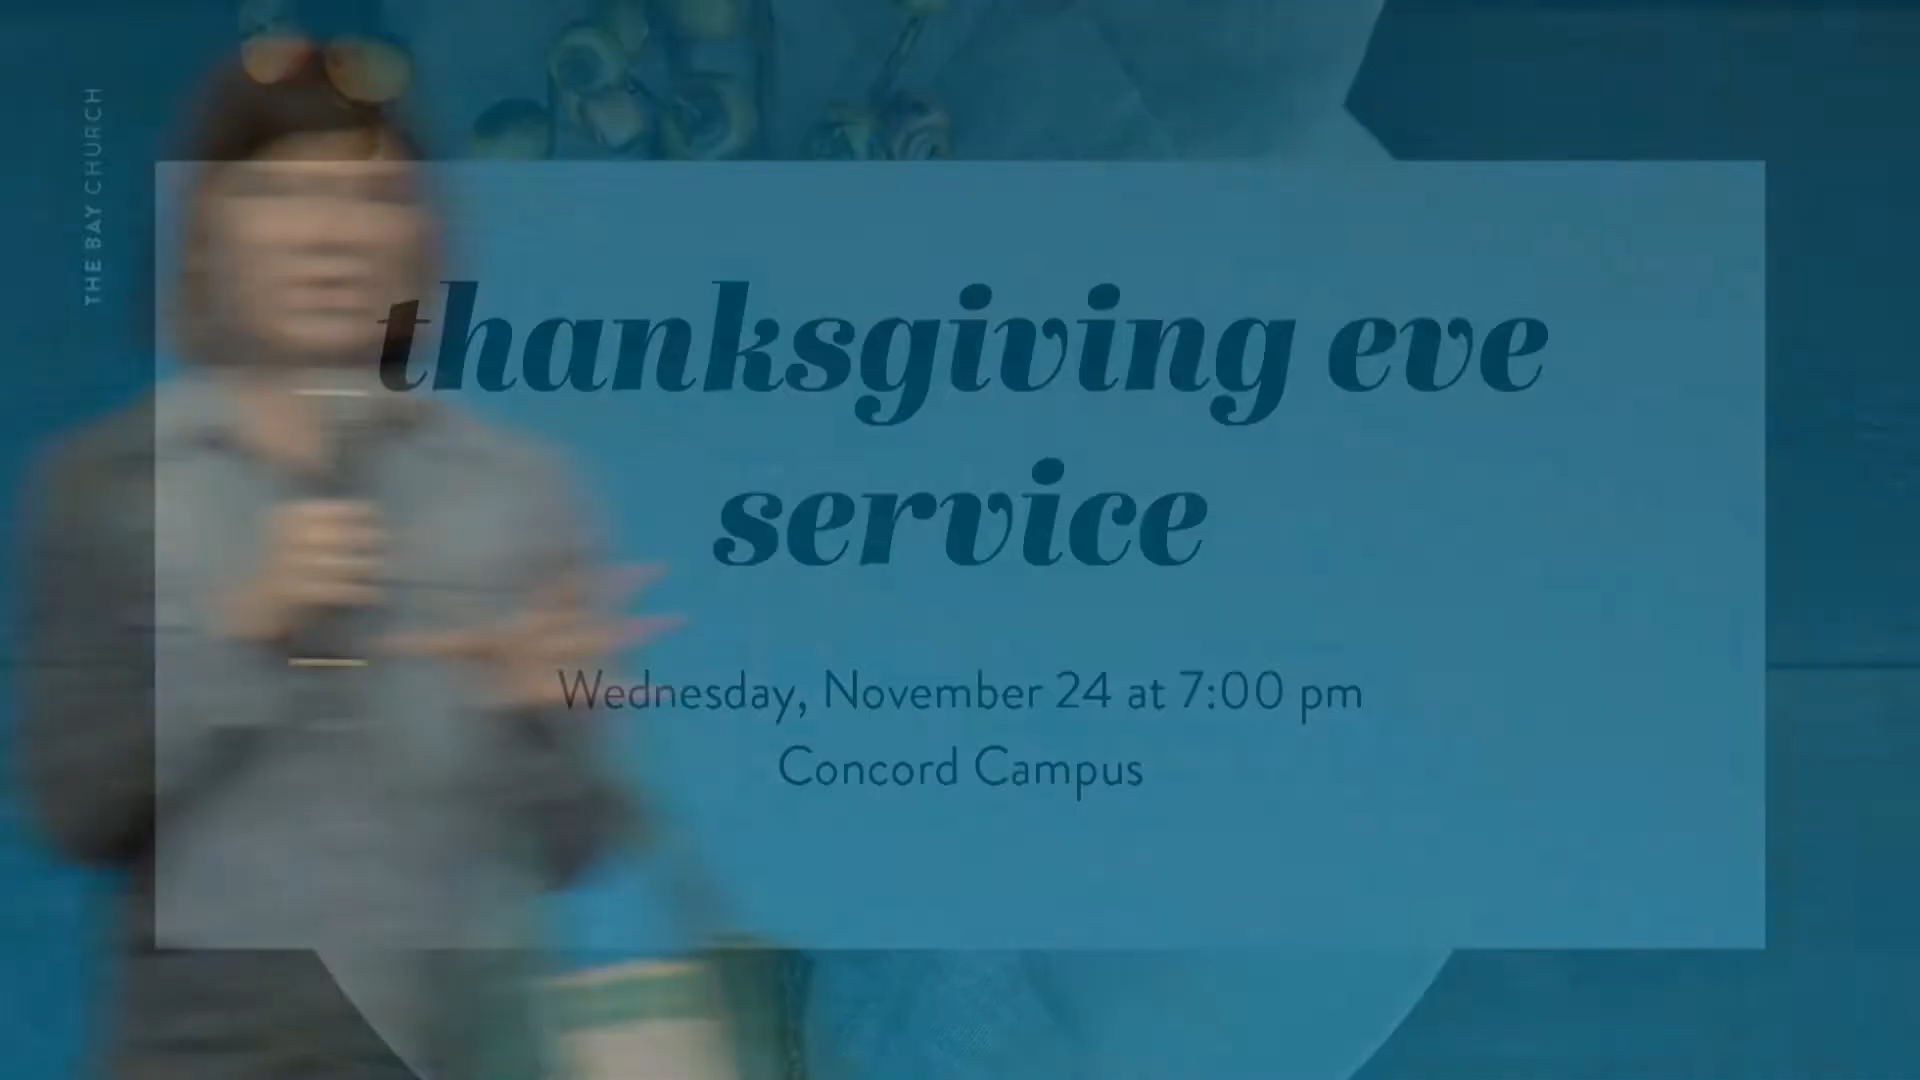 THE BAY CHURCH
thanksgiving eve
service
Wednesday, November 24 at 7:00 pm
Concord Campus